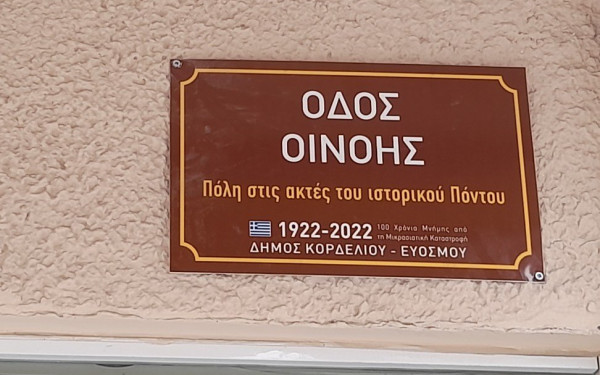 ΟΔΟΣ
ΟΙΝΟΗΣ
Πόλη στις ακτές του ιστορικού Πόντου
1922-2022 100 Χρόνια Μνήμης από
τη Μικρασιατική Καταστροφή
ΔΗΜΟΣ ΚΟΡΔΕΛΙΟΥ - ΕΥΟΣΜΟΥ